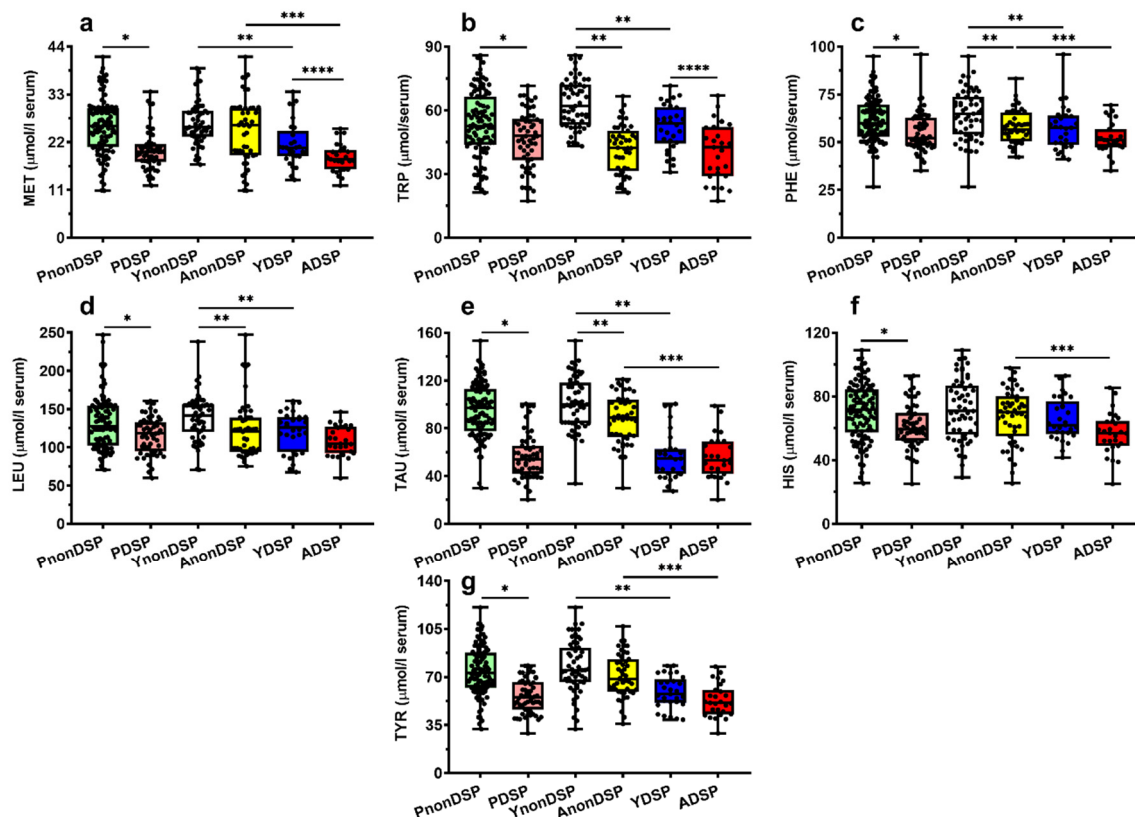 a
MET (µmol/l serum)
44
33
22
11
0
*
**
***
****
PnonDSP
PDSP
YnonDSP
AnonDSP
YDSP
ADSP
b
TRP (µmol/serum)
90
60
30
0
*
**
**
****
PnonDSP
PDSP
YnonDSP
AnonDSP
YDSP
ADSP
c
PHE (µmol/serum)
100
75
50
25
0
*
**
**
***
PnonDSP
PDSP
YnonDSP
AnonDSP
YDSP
ADSP
d
LEU (µmol/l serum)
250
200
150
100
50
0
*
**
**
PnonDSP
PDSP
YnonDSP
AnonDSP
YDSP
ADSP
e
TAU (µmol/l serum)
160
120
80
40
0
*
**
**
***
PnonDSP
PDSP
YnonDSP
AnonDSP
YDSP
ADSP
f
HIS (µmol/l serum)
120
80
40
0
*
***
PnonDSP
PDSP
YnonDSP
AnonDSP
YDSP
ADSP
g
TYR (µmol/l serum)
140
105
70
35
0
*
**
***
PnonDSP
PDSP
YnonDSP
AnonDSP
YDSP
ADSP